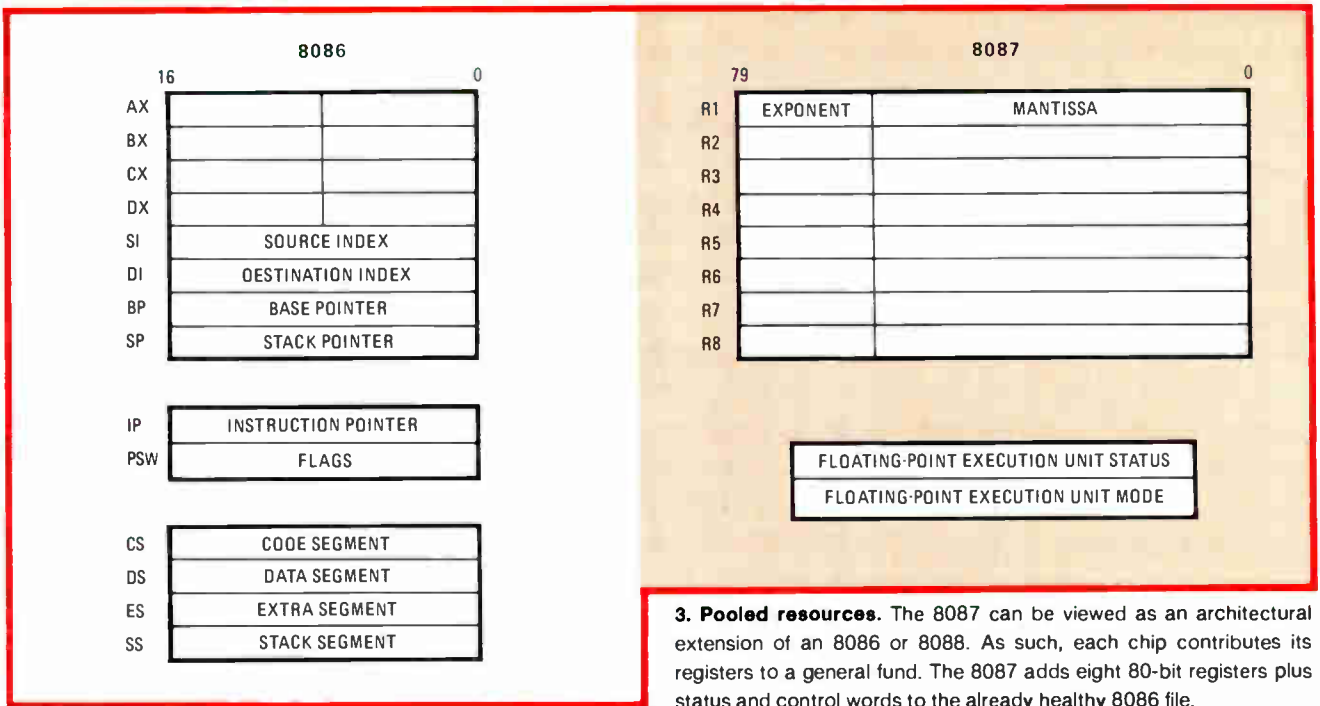 8086
16 0
AX
BX
CX
DX
SI SOURCE INDEX
DI OESTINATION INDEX
BP BASE POINTER
SP STACK POINTER
IP INSTRUCTION POINTER
PSW FLAGS
CS COOE SEGMENT
DS DATA SEGMENT
ES EXTRA SEGMENT
SS STACK SEGMENT
8087
79 0
R1 EXPONENT MANTISSA
R2
R3
R4
R5
R6
R7
R8
FLOATING-POINT EXECUTION UNIT STATUS
FLOATING-POINT EXECUTION UNIT MODE
3. Pooled resources. The 8087 can be viewed as an architectural
extension of an 8086 or 8088. As such, each chip contributes its
registers to a general fund. The 8087 adds eight 80-bit registers plus
status and control words to the already healthy 8086 file.